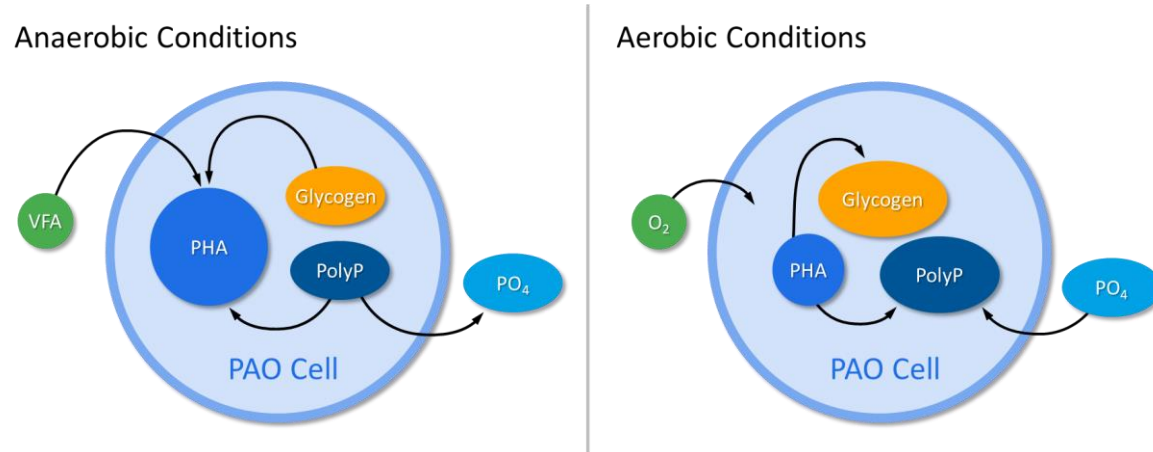 Anaerobic Conditions
VFA
Glycogen
PHA
PolyP
PO₄
PAO Cell
Aerobic Conditions
O₂
Glycogen
PHA
PolyP
PO₄
PAO Cell